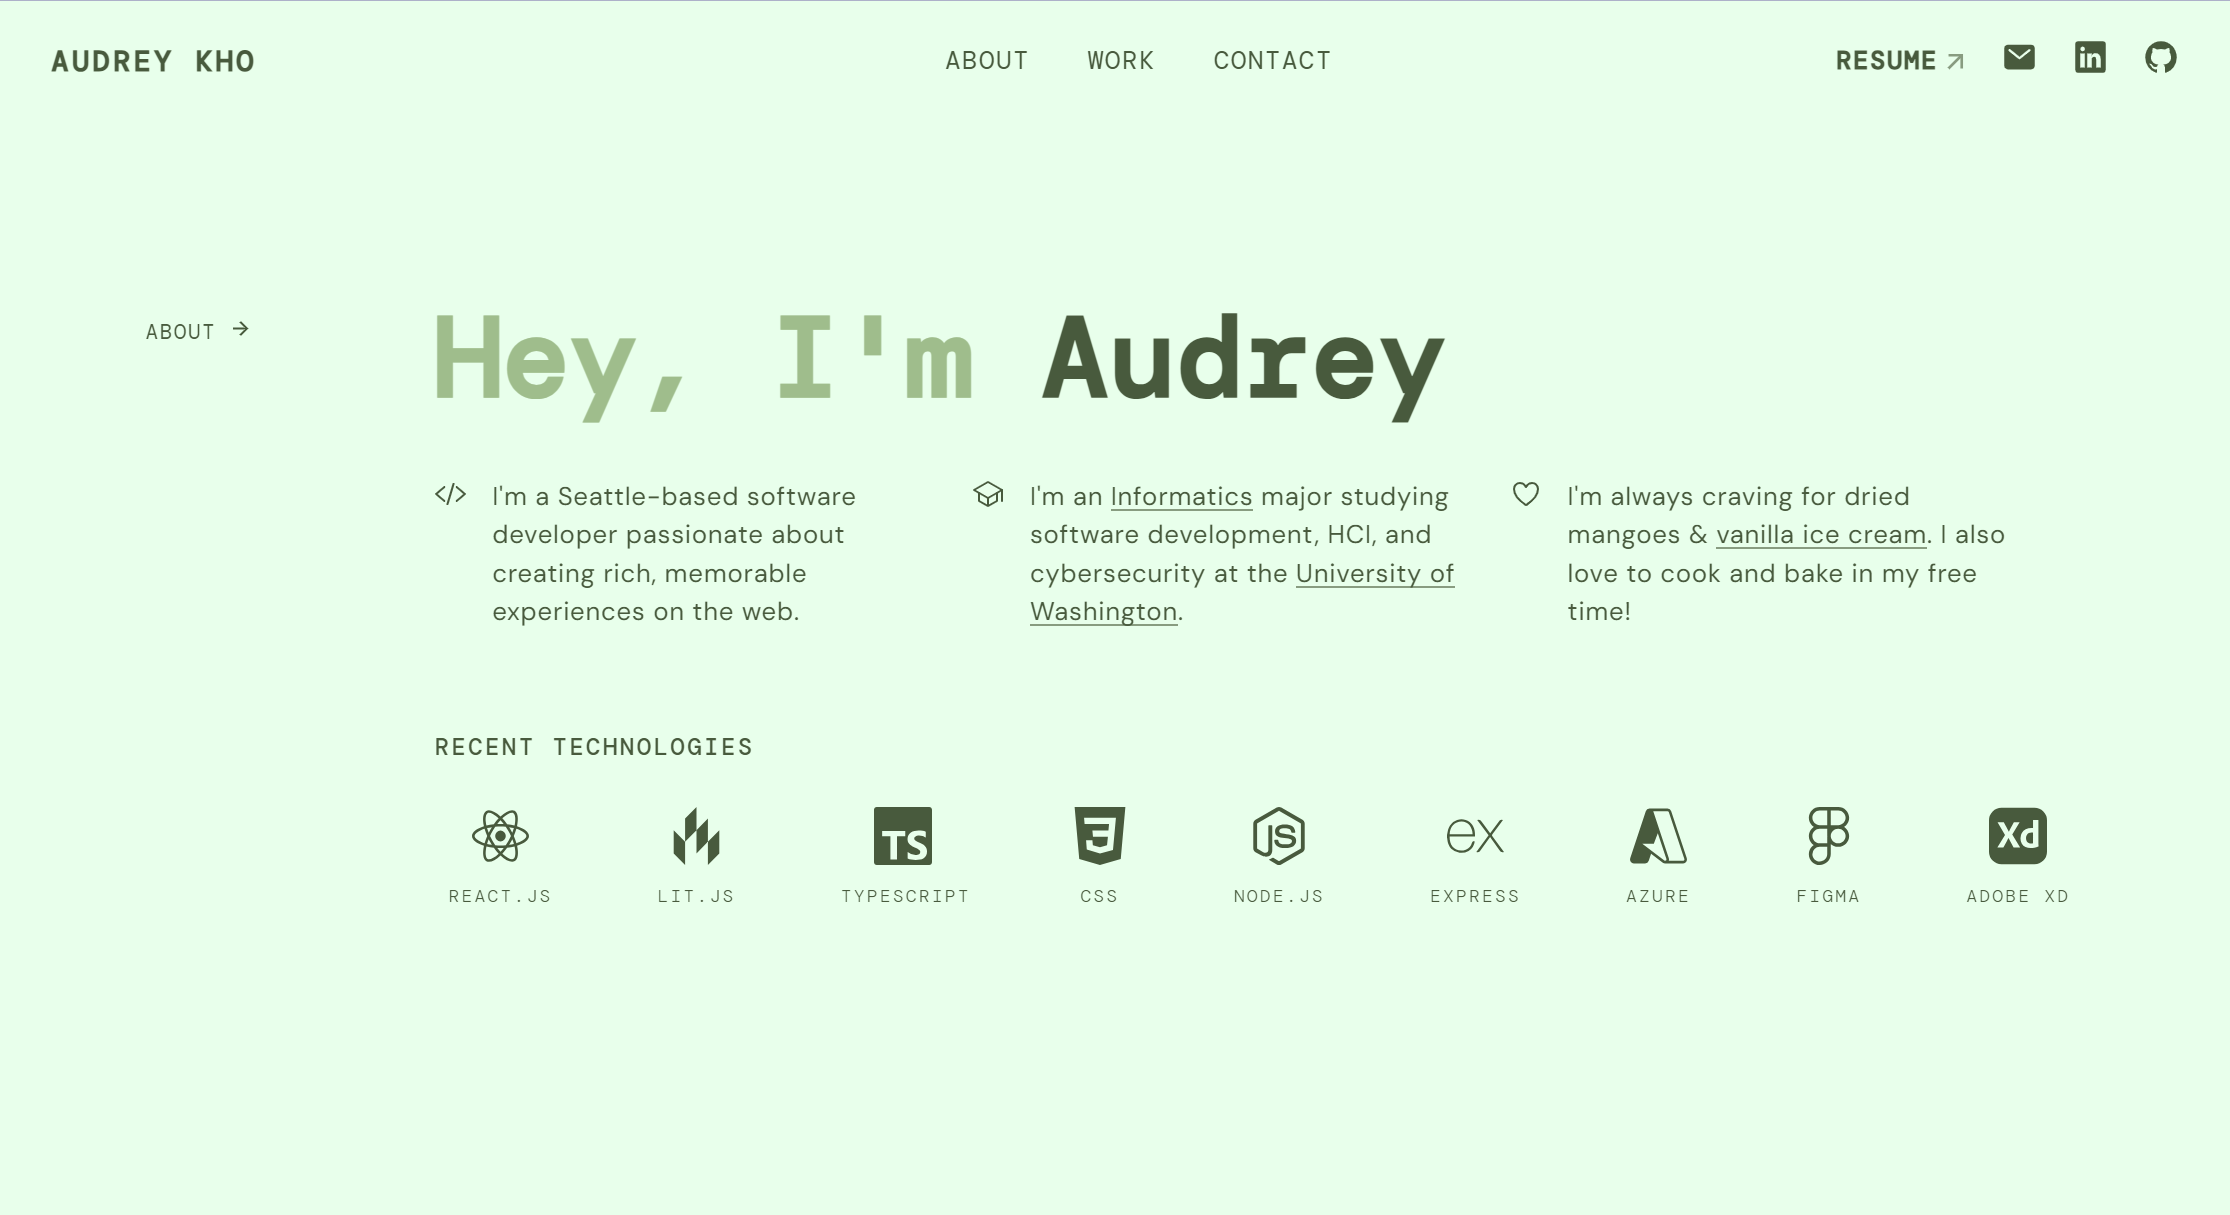 AUDREY KHO
ABOUT WORK CONTACT
RESUME
in
ABOUT
Hey, I'm Audrey
I'm a Seattle-based software
developer passionate about
creating rich, memorable
experiences on the web.
I'm an Informatics major studying
software development, HCI, and
cybersecurity at the University of
Washington.
I'm always craving for dried
mangoes & vanilla ice cream. I also
love to cook and bake in my free
time!
RECENT TECHNOLOGIES
REACT.JS
LIT.JS
TS
TYPESCRIPT
3
CSS
JS
NODE.JS
ex
EXPRESS
AZURE
FIGMA
Xd
ADOBE XD